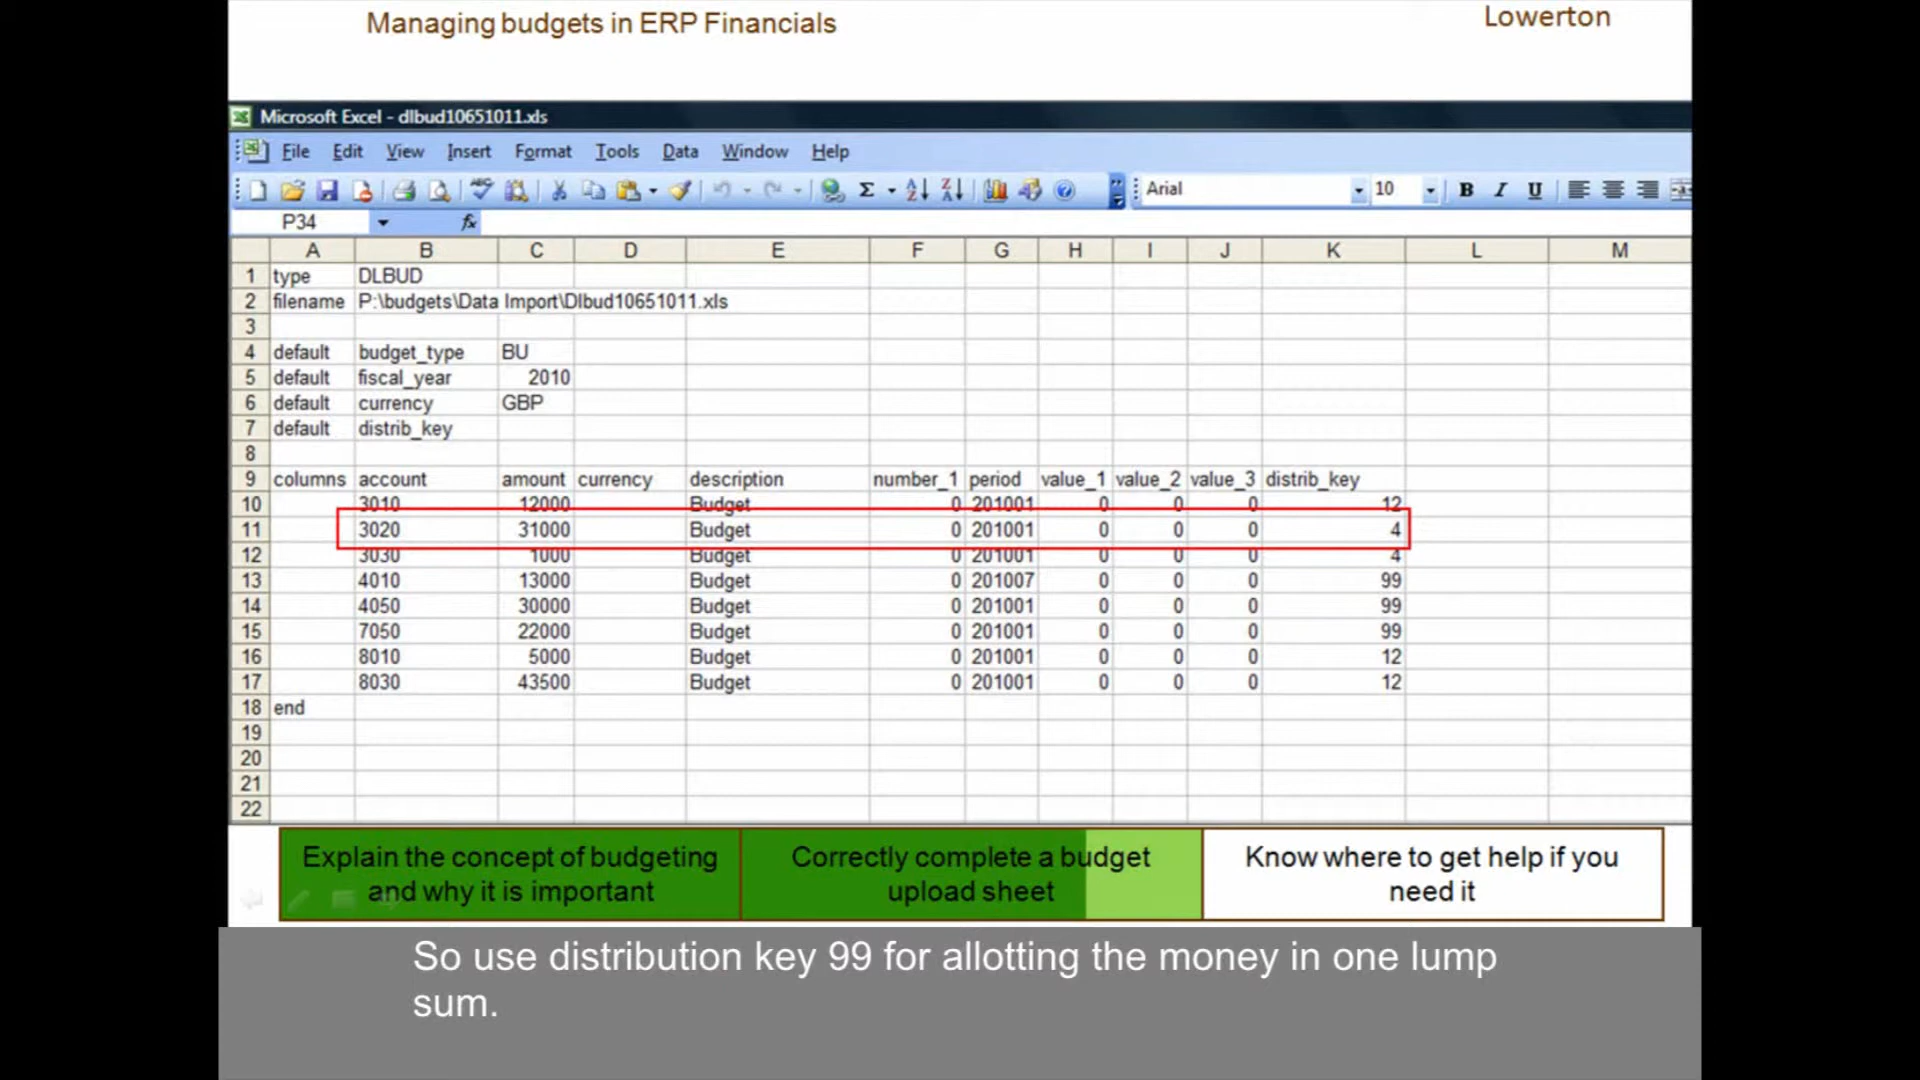 Managing budgets in ERP Financials
Lowerton
Microsoft Excel - dlbud10651011.xls
File Edit View Insert Format Tools Data Window Help
Arial 10 B I U
P34 fx
A B C D E F G H I J K L M
1 type DLBUD
2 filename P:\budgets\Data Import\Dlbud10651011.xls
3
4 default budget_type BU
5 default fiscal_year 2010
6 default currency GBP
7 default distrib_key
8
9 columns account amount currency description number_1 period value_1 value_2 value_3 distrib_key
10 3010 12000 Budget 0 201001 0 0 0 12
11 3020 31000 Budget 0 201001 0 0 0 4
12 3030 1000 Budget 0 201001 0 0 0 4
13 4010 13000 Budget 0 201007 0 0 0 99
14 4050 30000 Budget 0 201001 0 0 0 99
15 7050 22000 Budget 0 201001 0 0 0 99
16 8010 5000 Budget 0 201001 0 0 0 12
17 8030 43500 Budget 0 201001 0 0 0 12
18 end
19
20
21
22
Explain the concept of budgeting
and why it is important
Correctly complete a budget
upload sheet
Know where to get help if you
need it
So use distribution key 99 for allotting the money in one lump
sum.